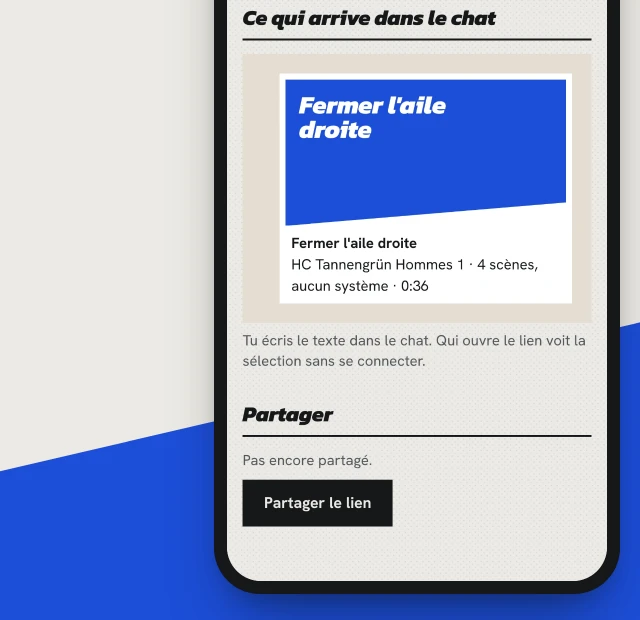 Ce qui arrive dans le chat
Fermer l'aile
droite
Fermer l'aile droite
HC Tannengrün Hommes 1 · 4 scènes,
aucun système · 0:36
Tu écris le texte dans le chat. Qui ouvre le lien voit la
sélection sans se connecter.
Partager
Pas encore partagé.
Partager le lien